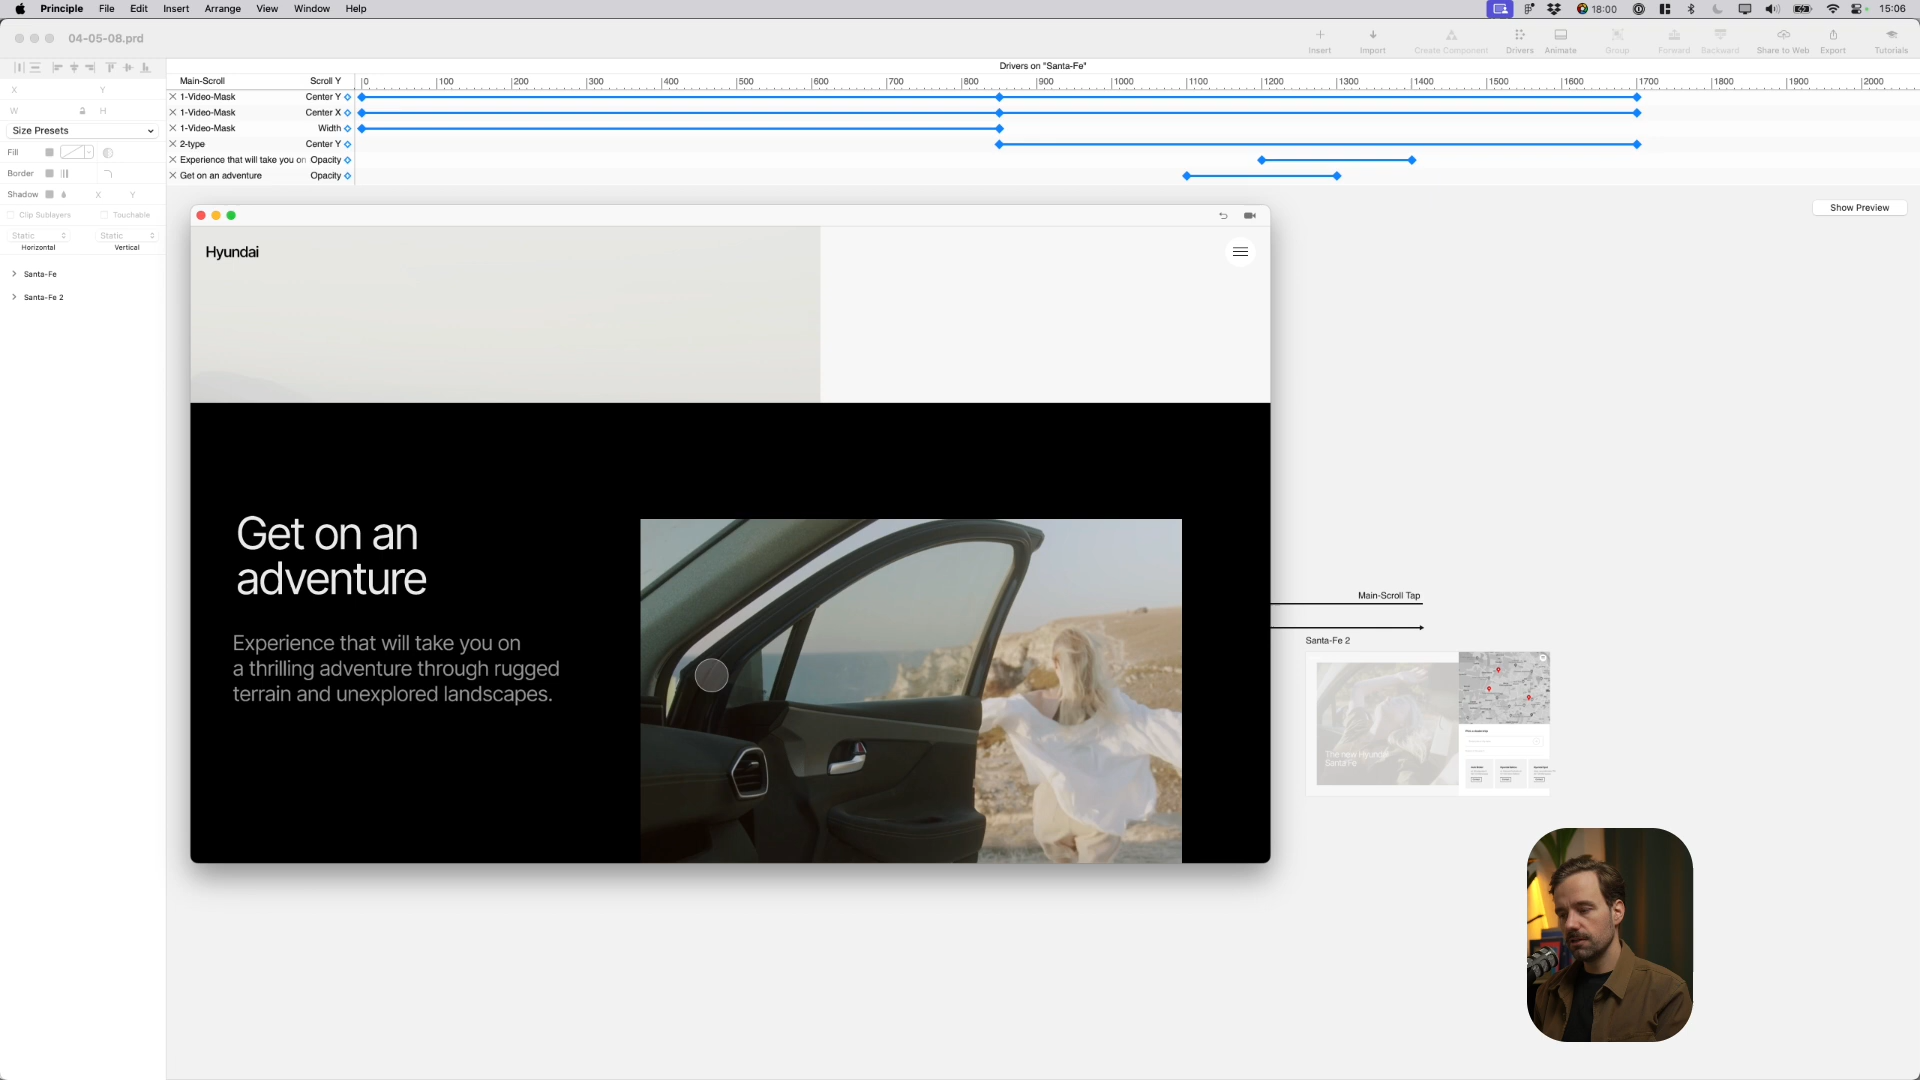 Principle File Edit Insert Arrange View Window Help 18:00 15:06
04-05-08.prd
Insert Import Create Component Drivers Animate Group Forward Backward Share to Web Export Tutorials
Drivers on "Santa-Fe"
Main-Scroll Scroll Y 0 100 200 300 400 500 600 700 800 900 1000 1100 1200 1300 1400 1500 1600 1700 1800 1900 2000
X Y
W H
Size Presets
Fill
Border
Shadow X Y
Clip Sublayers Touchable
Static Static
Horizontal Vertical
Santa-Fe
Santa-Fe 2
1-Video-Mask Center Y
1-Video-Mask Center X
1-Video-Mask Width
2-type Center Y
Experience that will take you on Opacity
Get on an adventure Opacity
Show Preview
Hyundai
Get on an
adventure
Experience that will take you on
a thrilling adventure through rugged
terrain and unexplored landscapes.
Main-Scroll Tap
Santa-Fe 2
The new Hyundai
Santa Fe